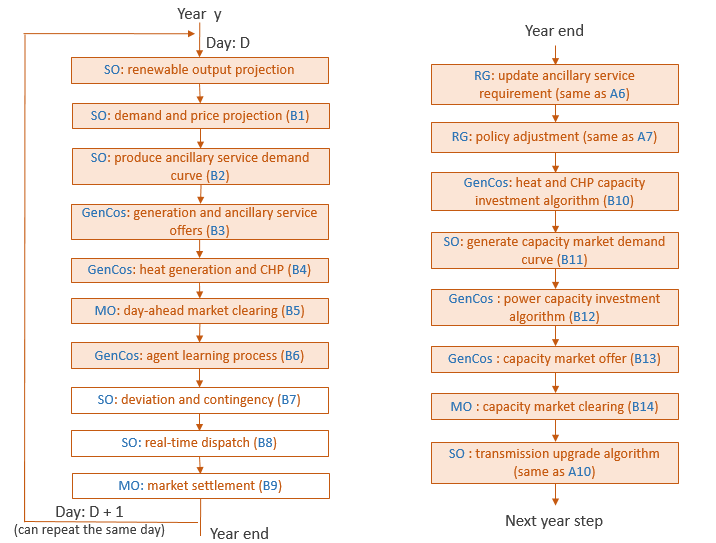 Year y
Day: D
SO: renewable output projection
SO: demand and price projection (B1)
SO: produce ancillary service demand
curve (B2)
GenCos: generation and ancillary service
offers (B3)
GenCos: heat generation and CHP (B4)
MO: day-ahead market clearing (B5)
GenCos: agent learning process (B6)
SO: deviation and contingency (B7)
SO: real-time dispatch (B8)
MO: market settlement (B9)
Day: D + 1
(can repeat the same day)
Year end
Year end
RG: update ancillary service
requirement (same as A6)
RG: policy adjustment (same as A7)
GenCos: heat and CHP capacity
investment algorithm (B10)
SO: generate capacity market demand
curve (B11)
GenCos : power capacity investment
algorithm (B12)
GenCos : capacity market offer (B13)
MO : capacity market clearing (B14)
SO : transmission upgrade algorithm
(same as A10)
Next year step